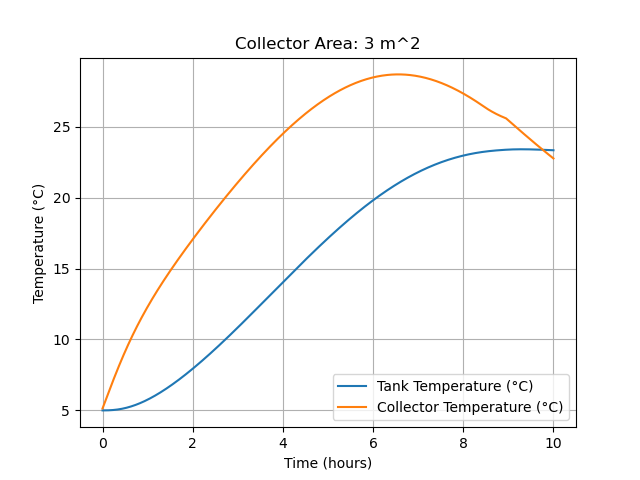 Collector Area: 3 m^2
Temperature (°C)
25
20
15
10
5
0
2
4
6
8
10
Time (hours)
Tank Temperature (°C)
Collector Temperature (°C)